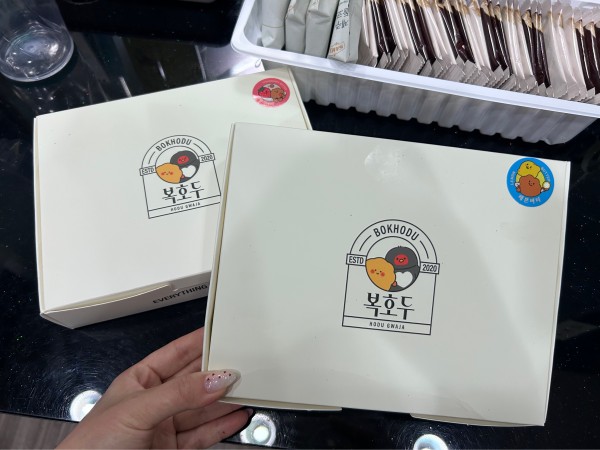 BOKHODU
ESTD
2020
복호두
HODU GWAJA
EVERYTHING
BOKHODU
ESTD
2020
복호두
HODU GWAJA